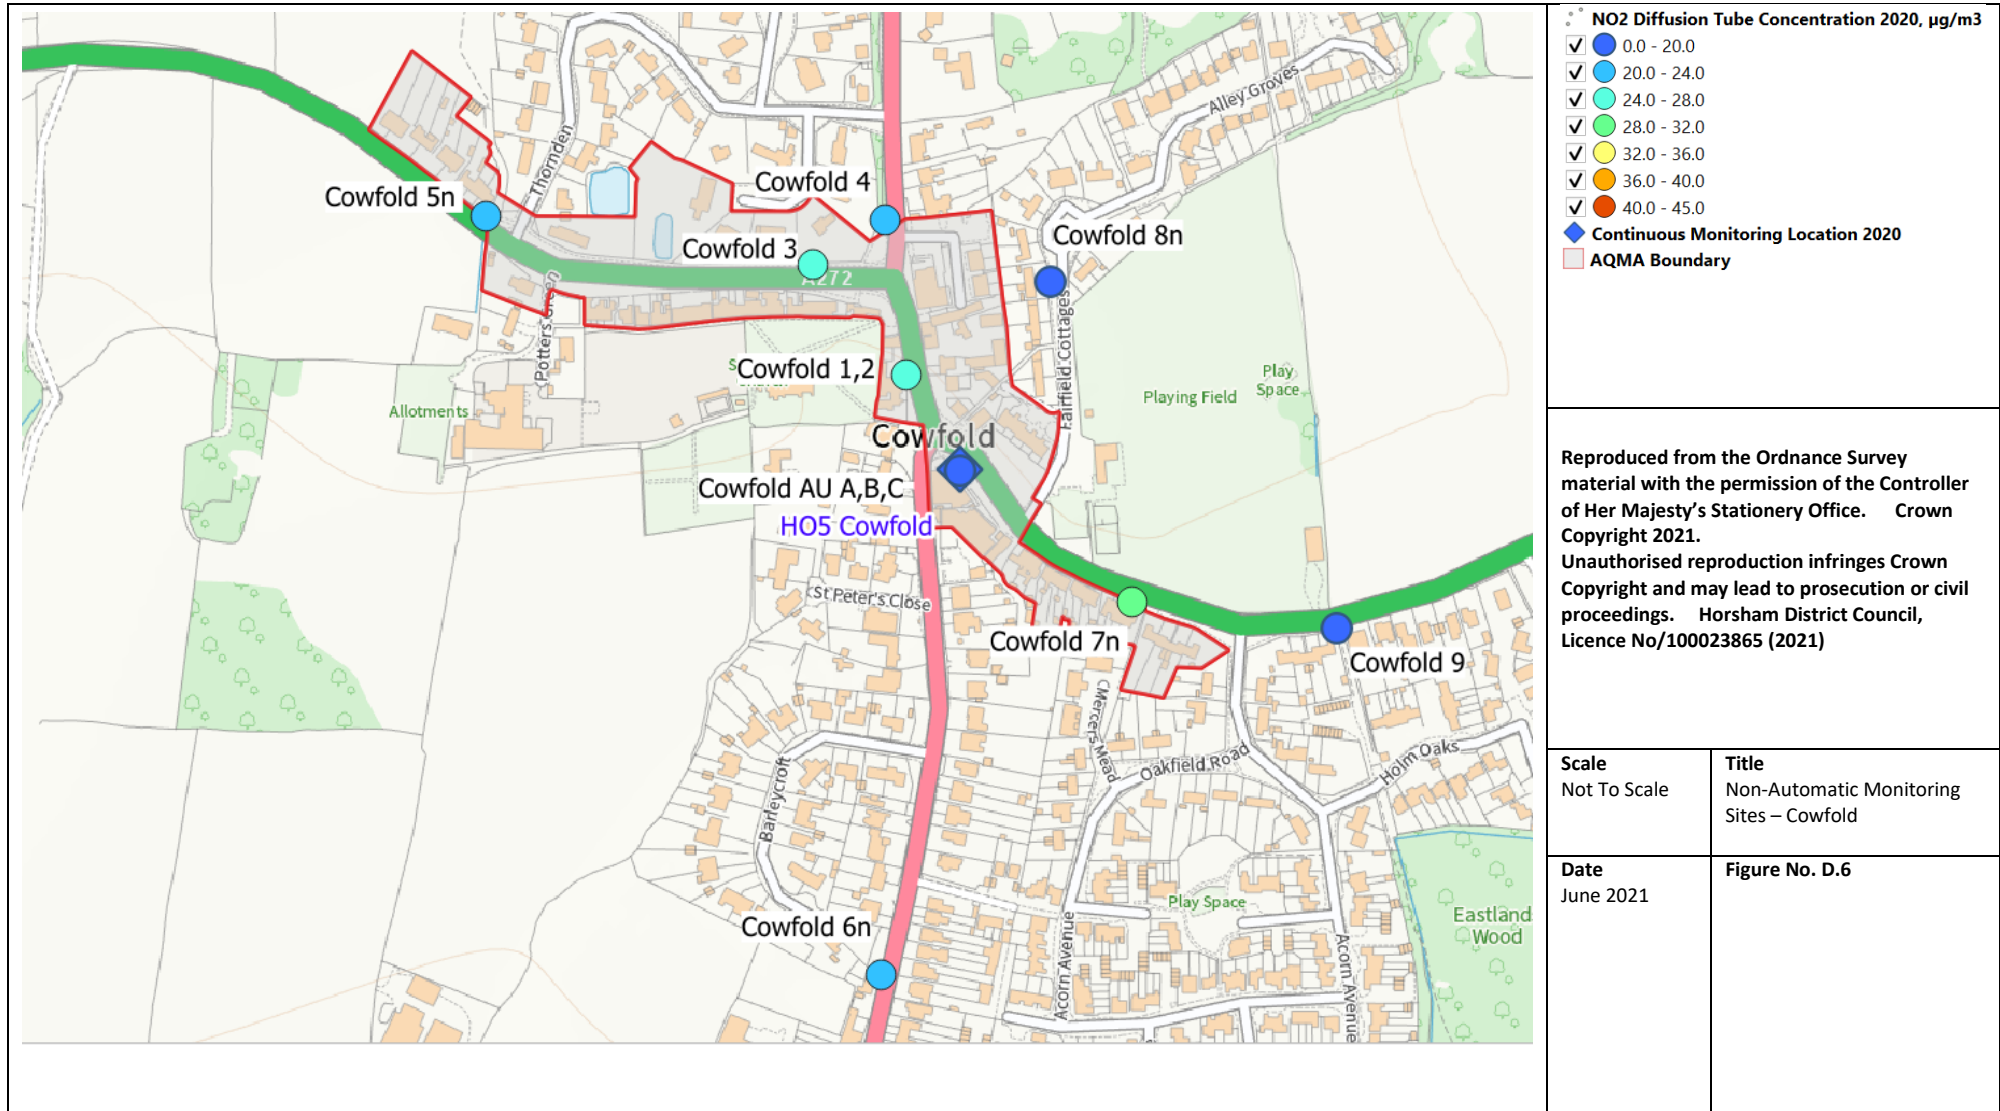 Thornden
Alley Groves
Cowfold 5n
Cowfold 4
Cowfold 3
A272
Cowfold 8n
Potters Green
Fairfield Cottages
Cowfold 1,2
Allotments
Playing Field
Play
Space
Cowfold
Cowfold AU A,B,C
HO5 Cowfold
St Peter's Close
Cowfold 7n
Cowfold 9
Mercers Mead
Oakfield Road
Holm Oaks
Barleycroft
Cowfold 6n
Play Space
Acorn Avenue
Acorn Avenue
Eastland
Wood
NO2 Diffusion Tube Concentration 2020, µg/m3
0.0 - 20.0
20.0 - 24.0
24.0 - 28.0
28.0 - 32.0
32.0 - 36.0
36.0 - 40.0
40.0 - 45.0
Continuous Monitoring Location 2020
AQMA Boundary
Reproduced from the Ordnance Survey
material with the permission of the Controller
of Her Majesty's Stationery Office. Crown
Copyright 2021.
Unauthorised reproduction infringes Crown
Copyright and may lead to prosecution or civil
proceedings. Horsham District Council,
Licence No/100023865 (2021)
Scale
Not To Scale
Title
Non-Automatic Monitoring
Sites – Cowfold
Date
June 2021
Figure No. D.6